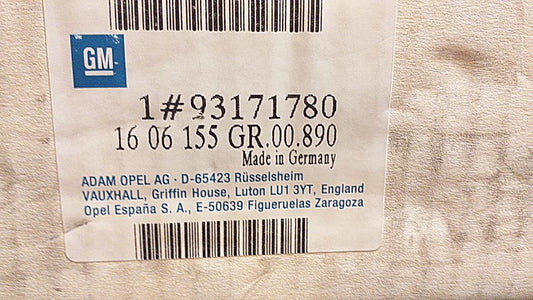 GM
1#93171780
16 06 155 GR.00.890
Made in Germany
ADAM OPEL AG · D-65423 Rüsselsheim
VAUXHALL, Griffin House, Luton LU1 3YT, England
Opel España S. A., E-50639 Figueruelas Zaragoza